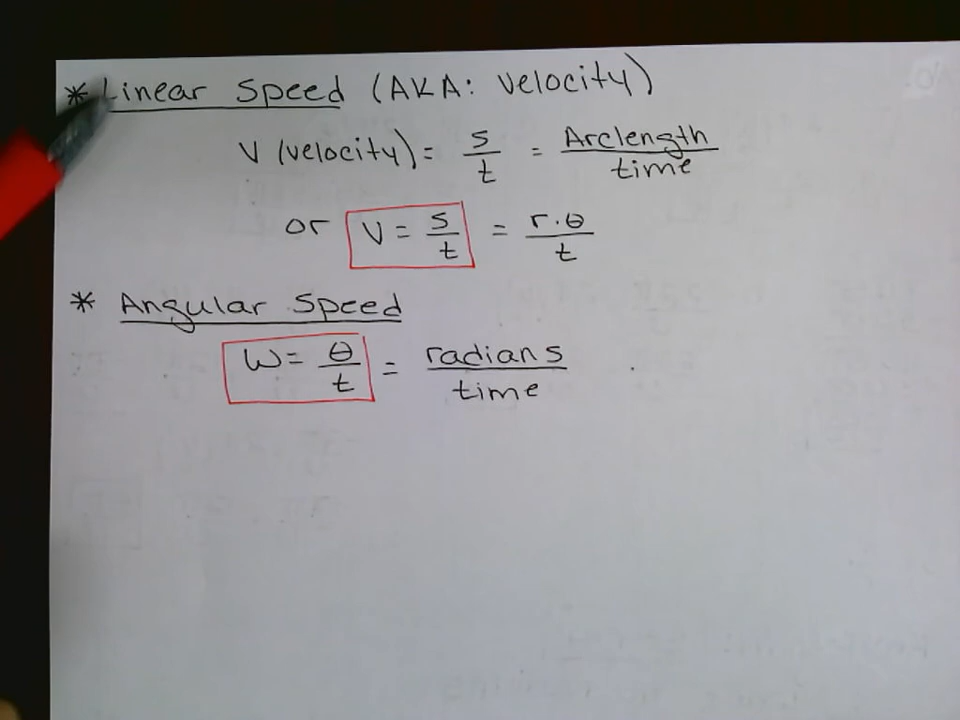 * Linear Speed (AKA: velocity)
V (velocity) = s/t = Arclength/time
or V = s/t = r·θ/t
* Angular Speed
W = θ/t = radians/time